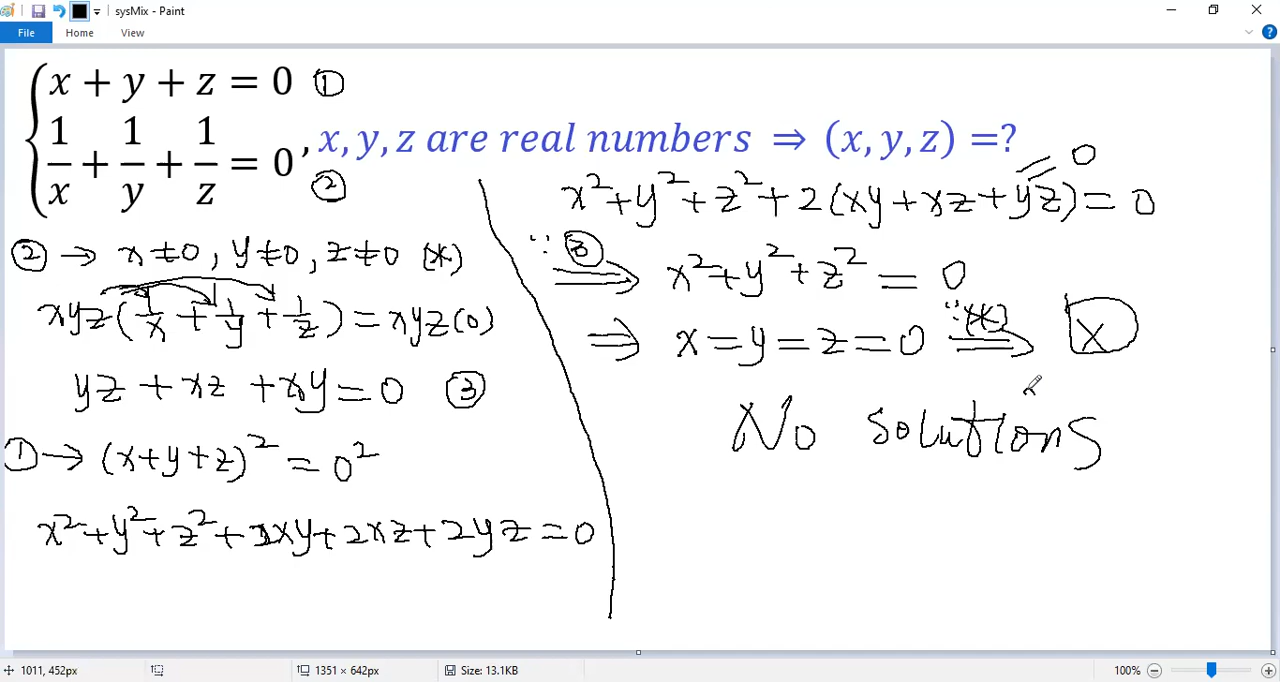 sysMix - Paint
File Home View
x + y + z = 0 ①
1/x + 1/y + 1/z = 0 , x, y, z are real numbers ⇒ (x, y, z) =?
②
② → x≠0, y≠0, z≠0 (*)
xyz(1/x + 1/y + 1/z) = xyz(0)
yz + xz + xy = 0 ③
① → (x+y+z)² = 0²
x² + y² + z² + 2xy + 2xz + 2yz = 0
0
x² + y² + z² + 2(xy + xz + yz) = 0
∵ ③ ⇒ x² + y² + z² = 0
⇒ x = y = z = 0 ∵(*) ⇒ X
No solutions
1011, 452px 1351 × 642px Size: 13.1KB 100%